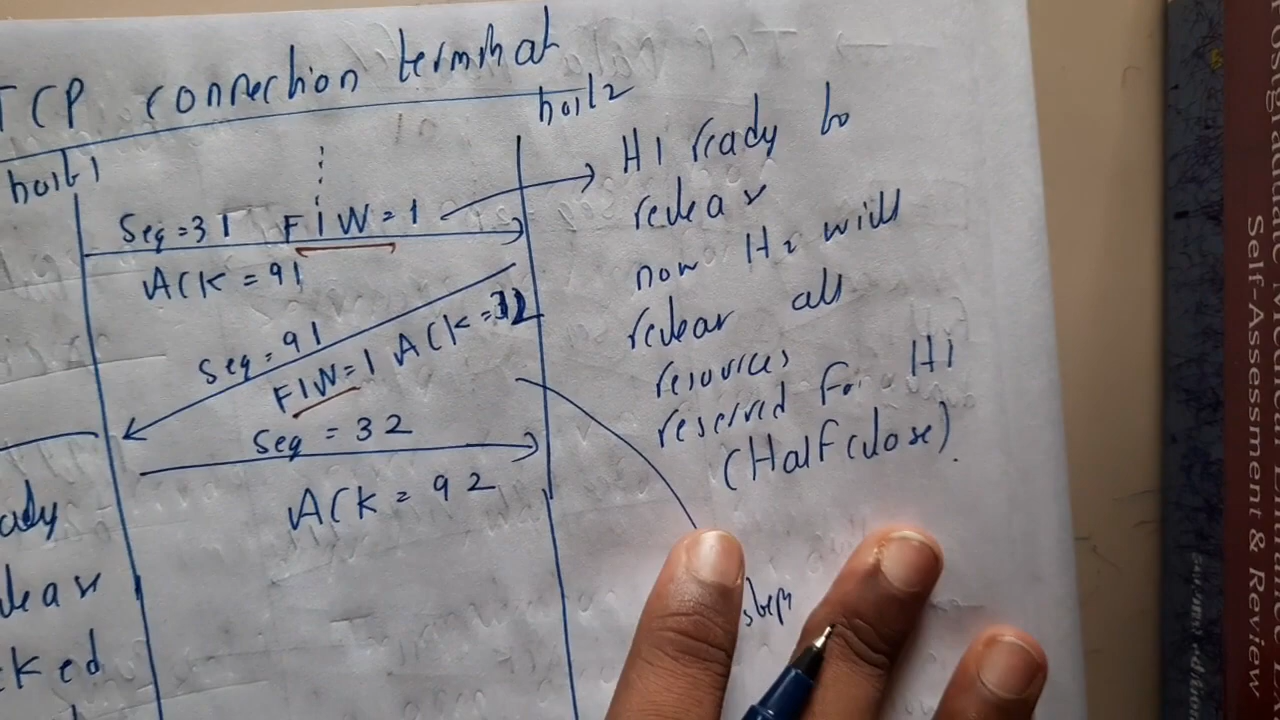 TCP connection terminat
host1
host2
Seq=31 FIN=1
ACK=91
Seq=91
FIN=1 ACK=32
Seq=32
ACK=92
H1 ready to
release
now H2 will
release all
resources
reserved for H1
(Half close).
step
ady
lease
cked
Postgraduate
Self-Assessment & Review